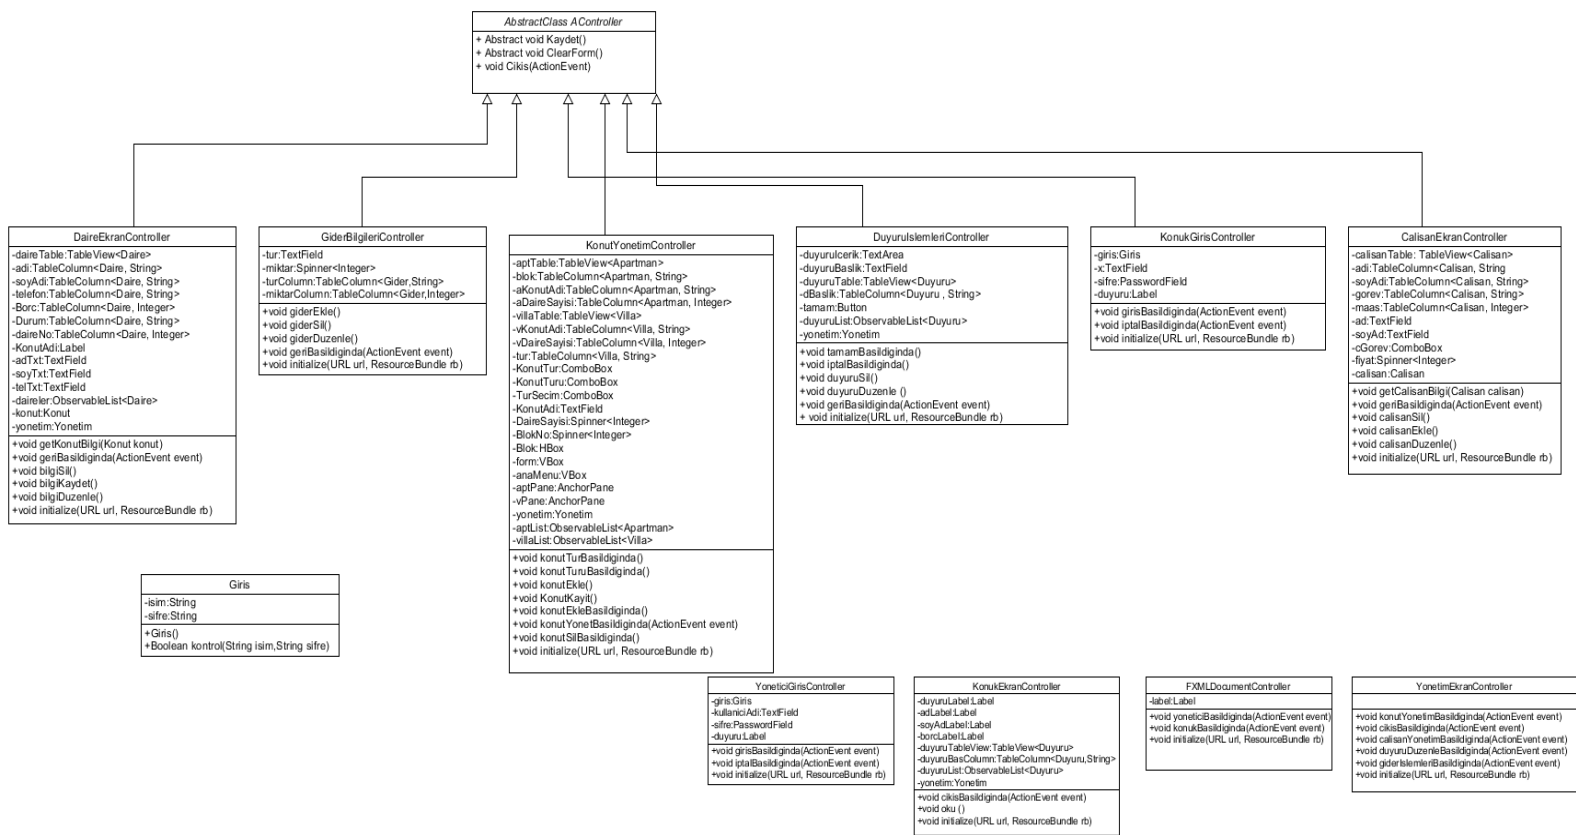 AbstractClass AController
+ Abstract void Kaydet()
+ Abstract void ClearForm()
+ void Cikis(ActionEvent)
DaireEkranController
-daireTable:TableView<Daire>
-adi:TableColumn<Daire, String>
-soyAdi:TableColumn<Daire, String>
-telefon:TableColumn<Daire, String>
-Borc:TableColumn<Daire, Integer>
-Durum:TableColumn<Daire, String>
-daireNo:TableColumn<Daire, Integer>
-KonutAdi:Label
-adTxt:TextField
-soyTxt:TextField
-telTxt:TextField
-daireler:ObservableList<Daire>
-konut:Konut
-yonetim:Yonetim
+void getKonutBilgi(Konut konut)
+void geriBasildiginda(ActionEvent event)
+void bilgiSil()
+void bilgiKaydet()
+void bilgiDuzenle()
+void initialize(URL url, ResourceBundle rb)
GiderBilgileriController
-tur:TextField
-miktar:Spinner<Integer>
-turColumn:TableColumn<Gider,String>
-miktarColumn:TableColumn<Gider,Integer>
+void giderEkle()
+void giderSil()
+void giderDuzenle()
+void geriBasildiginda(ActionEvent event)
+void initialize(URL url, ResourceBundle rb)
KonutYonetimController
-aptTable:TableView<Apartman>
-blok:TableColumn<Apartman, String>
-aKonutAdi:TableColumn<Apartman, String>
-aDaireSayisi:TableColumn<Apartman, Integer>
-villaTable:TableView<Villa>
-vKonutAdi:TableColumn<Villa, String>
-vDaireSayisi:TableColumn<Villa, Integer>
-tur:TableColumn<Villa, String>
-KonutTur:ComboBox
-KonutTuru:ComboBox
-TurSecim:ComboBox
-KonutAdi:TextField
-DaireSayisi:Spinner<Integer>
-BlokNo:Spinner<Integer>
-Blok:HBox
-form:VBox
-anaMenu:VBox
-aptPane:AnchorPane
-vPane:AnchorPane
-yonetim:Yonetim
-aptList:ObservableList<Apartman>
-villaList:ObservableList<Villa>
+void konutTurBasildiginda()
+void konutTuruBasildiginda()
+void konutEkle()
+void KonutKayit()
+void konutEkleBasildiginda()
+void konutYonetBasildiginda(ActionEvent event)
+void konutSilBasildiginda()
+void initialize(URL url, ResourceBundle rb)
DuyuruIslemleriController
-duyuruIcerik:TextArea
-duyuruBaslik:TextField
-duyuruTable:TableView<Duyuru>
-dBaslik:TableColumn<Duyuru , String>
-tamam:Button
-duyuruList:ObservableList<Duyuru>
-yonetim:Yonetim
+void tamamBasildiginda()
+void iptalBasildiginda()
+void duyuruSil()
+void duyuruDuzenle ()
+void geriBasildiginda(ActionEvent event)
+ void initialize(URL url, ResourceBundle rb)
KonukGirisController
-giris:Giris
-x:TextField
-sifre:PasswordField
-duyuru:Label
+void girisBasildiginda(ActionEvent event)
+void iptalBasildiginda(ActionEvent event)
+void initialize(URL url, ResourceBundle rb)
CalisanEkranController
-calisanTable: TableView<Calisan>
-adi:TableColumn<Calisan, String
-soyAdi:TableColumn<Calisan, String>
-gorev:TableColumn<Calisan, String>
-maas:TableColumn<Calisan, Integer>
-ad:TextField
-soyAd:TextField
-cGorev:ComboBox
-fiyat:Spinner<Integer>
-calisan:Calisan
+void getCalisanBilgi(Calisan calisan)
+void geriBasildiginda(ActionEvent event)
+void calisanSil()
+void calisanEkle()
+void calisanDuzenle()
+void initialize(URL url, ResourceBundle rb)
Giris
-isim:String
-sifre:String
+Giris()
+Boolean kontrol(String isim,String sifre)
YoneticiGirisController
-giris:Giris
-kullaniciAdi:TextField
-sifre:PasswordField
-duyuru:Label
+void girisBasildiginda(ActionEvent event)
+void iptalBasildiginda(ActionEvent event)
+void initialize(URL url, ResourceBundle rb)
KonukEkranController
-duyuruLabel:Label
-adLabel:Label
-soyAdLabel:Label
-borcLabel:Label
-duyuruTableView:TableView<Duyuru>
-duyuruBasColumn:TableColumn<Duyuru,String>
-duyuruList:ObservableList<Duyuru>
-yonetim:Yonetim
+void cikisBasildiginda(ActionEvent event)
+void oku ()
+void initialize(URL url, ResourceBundle rb)
FXMLDocumentController
-label:Label
+void yoneticiBasildiginda(ActionEvent event)
+void konukBasildiginda(ActionEvent event)
+void initialize(URL url, ResourceBundle rb)
YonetimEkranController
+void konutYonetimBasildiginda(ActionEvent event)
+void cikisBasildiginda(ActionEvent event)
+void calisanYonetimBasildiginda(ActionEvent event)
+void duyuruDuzenleBasildiginda(ActionEvent event)
+void giderIslemleriBasildiginda(ActionEvent event)
+void initialize(URL url, ResourceBundle rb)